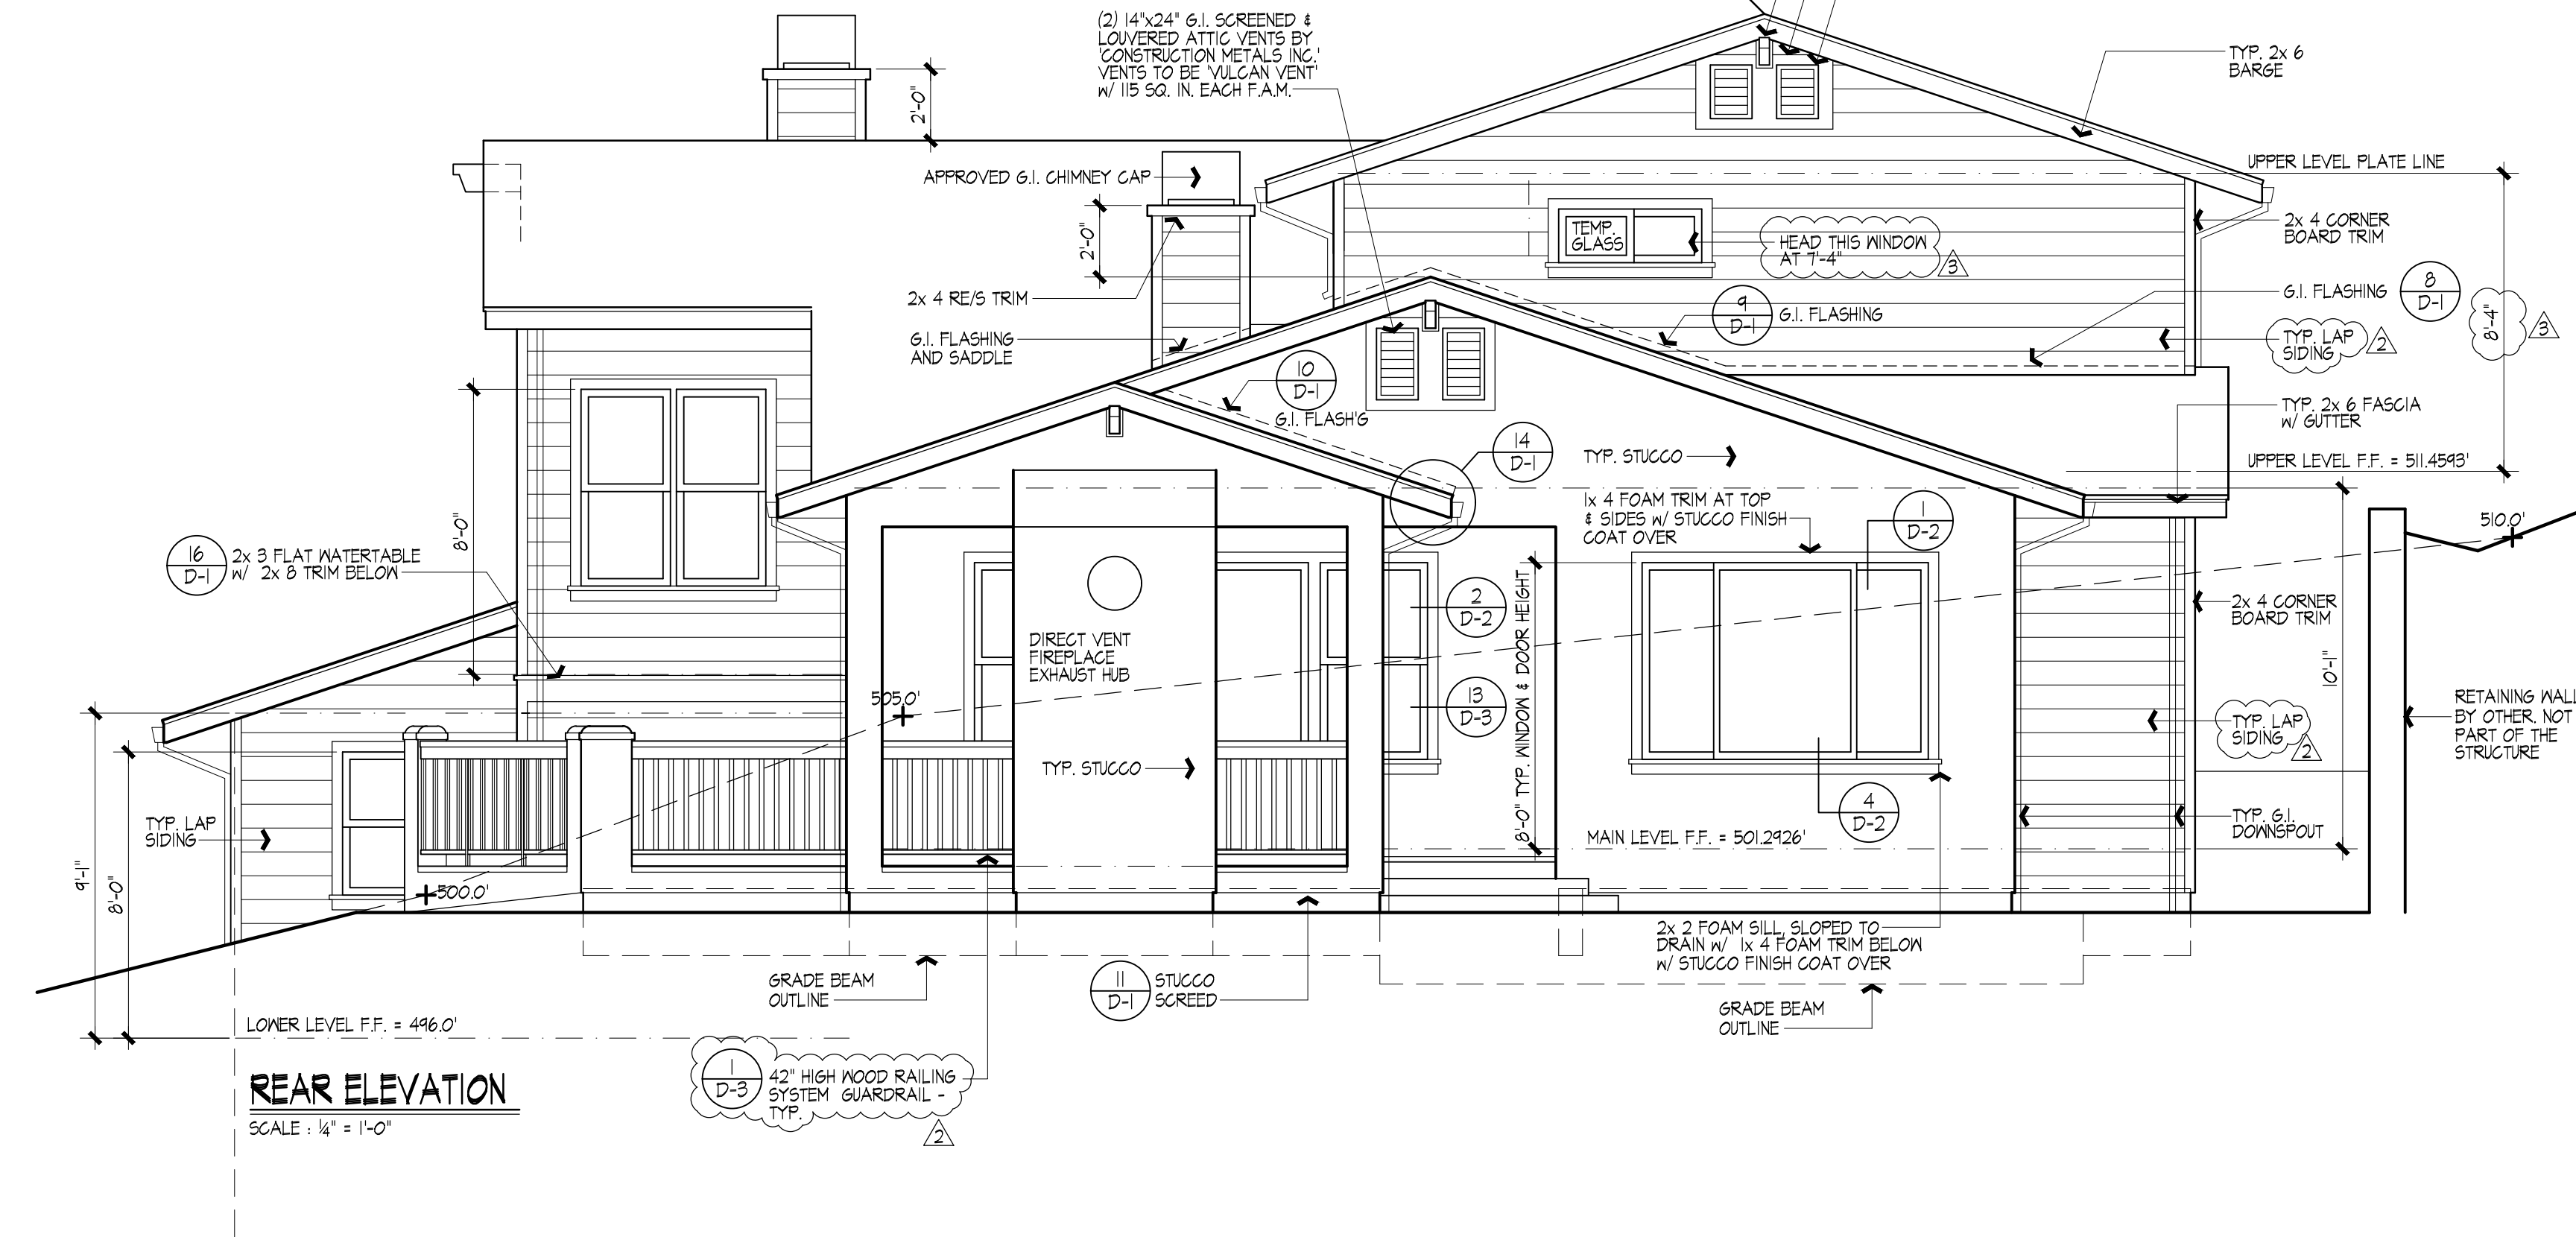 (2) 14"x24" G.I. SCREENED &
LOUVERED ATTIC VENTS BY
'CONSTRUCTION METALS INC.'
VENTS TO BE 'VULCAN VENT'
w/ 115 SQ. IN. EACH F.A.M.
2'-0"
TYP. 2x 6
BARGE
APPROVED G.I. CHIMNEY CAP
UPPER LEVEL PLATE LINE
2'-0"
TEMP.
GLASS
HEAD THIS WINDOW
AT 7'-4"
3
2x 4 CORNER
BOARD TRIM
2x 4 RE/S TRIM
9
D-1
G.I. FLASHING
G.I. FLASHING
8
D-1
8'-4"
3
G.I. FLASHING
AND SADDLE
TYP. LAP
SIDING
2
10
D-1
G.I. FLASH'G
TYP. 2x 6 FASCIA
w/ GUTTER
14
D-1
TYP. STUCCO
UPPER LEVEL F.F. = 511.4593'
1x 4 FOAM TRIM AT TOP
& SIDES w/ STUCCO FINISH
COAT OVER
1
D-2
510.0'
8'-0"
16
D-1
2x 3 FLAT WATERTABLE
w/ 2x 8 TRIM BELOW
2
D-2
8'-0" TYP. WINDOW & DOOR HEIGHT
2x 4 CORNER
BOARD TRIM
DIRECT VENT
FIREPLACE
EXHAUST HUB
10'-1"
505.0'
13
D-3
TYP. LAP
SIDING
2
RETAINING WALL
BY OTHER. NOT
PART OF THE
STRUCTURE
TYP. STUCCO
4
D-2
TYP. LAP
SIDING
TYP. G.I.
DOWNSPOUT
MAIN LEVEL F.F. = 501.2926'
9'-1"
8'-0"
500.0'
2x 2 FOAM SILL, SLOPED TO
DRAIN w/ 1x 4 FOAM TRIM BELOW
w/ STUCCO FINISH COAT OVER
GRADE BEAM
OUTLINE
11
D-1
STUCCO
SCREED
GRADE BEAM
OUTLINE
LOWER LEVEL F.F. = 496.0'
REAR ELEVATION
SCALE : 1/4" = 1'-0"
1
D-3
42" HIGH WOOD RAILING
SYSTEM GUARDRAIL -
TYP.
2